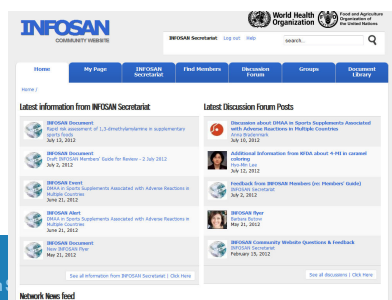 INFOSAN
COMMUNITY WEBSITE
World Health
Organization
Food and Agriculture
Organization of
the United Nations
INFOSAN Secretariat Log out Help
search...
Home
My Page
INFOSAN
Secretariat
Find Members
Discussion
Forum
Groups
Document
Library
Home /
Latest information from INFOSAN Secretariat
INFOSAN Document
Rapid risk assessment of 1,3-dimethylamylamine in supplementary
sports feeds
July 13, 2012
INFOSAN Document
Draft INFOSAN Members' Guide for Review - 2 July 2012
July 2, 2012
INFOSAN Event
DMAA in Sports Supplements Associated with Adverse Reactions in
Multiple Countries
June 21, 2012
INFOSAN Alert
DMAA in Sports Supplements Associated with Adverse Reactions in
Multiple Countries
June 21, 2012
INFOSAN Document
New INFOSAN Flyer
May 21, 2012
See all information from INFOSAN Secretariat | Click Here
Latest Discussion Forum Posts
Discussion about DMAA in Sports Supplements Associated
with Adverse Reactions in Multiple Countries
Anna
July 10, 2012
Additional Information from KFDA about 4-MI in caramel
coloring
Hyo-Min Lee
July 12, 2012
Feedback from INFOSAN Members (re: Members' Guide)
INFOSAN Secretariat
July 2, 2012
INFOSAN flyer
Barbara
May 21, 2012
INFOSAN Community Website Questions & Feedback
INFOSAN Secretariat
February 15, 2012
See all discussions | Click Here
Network News feed